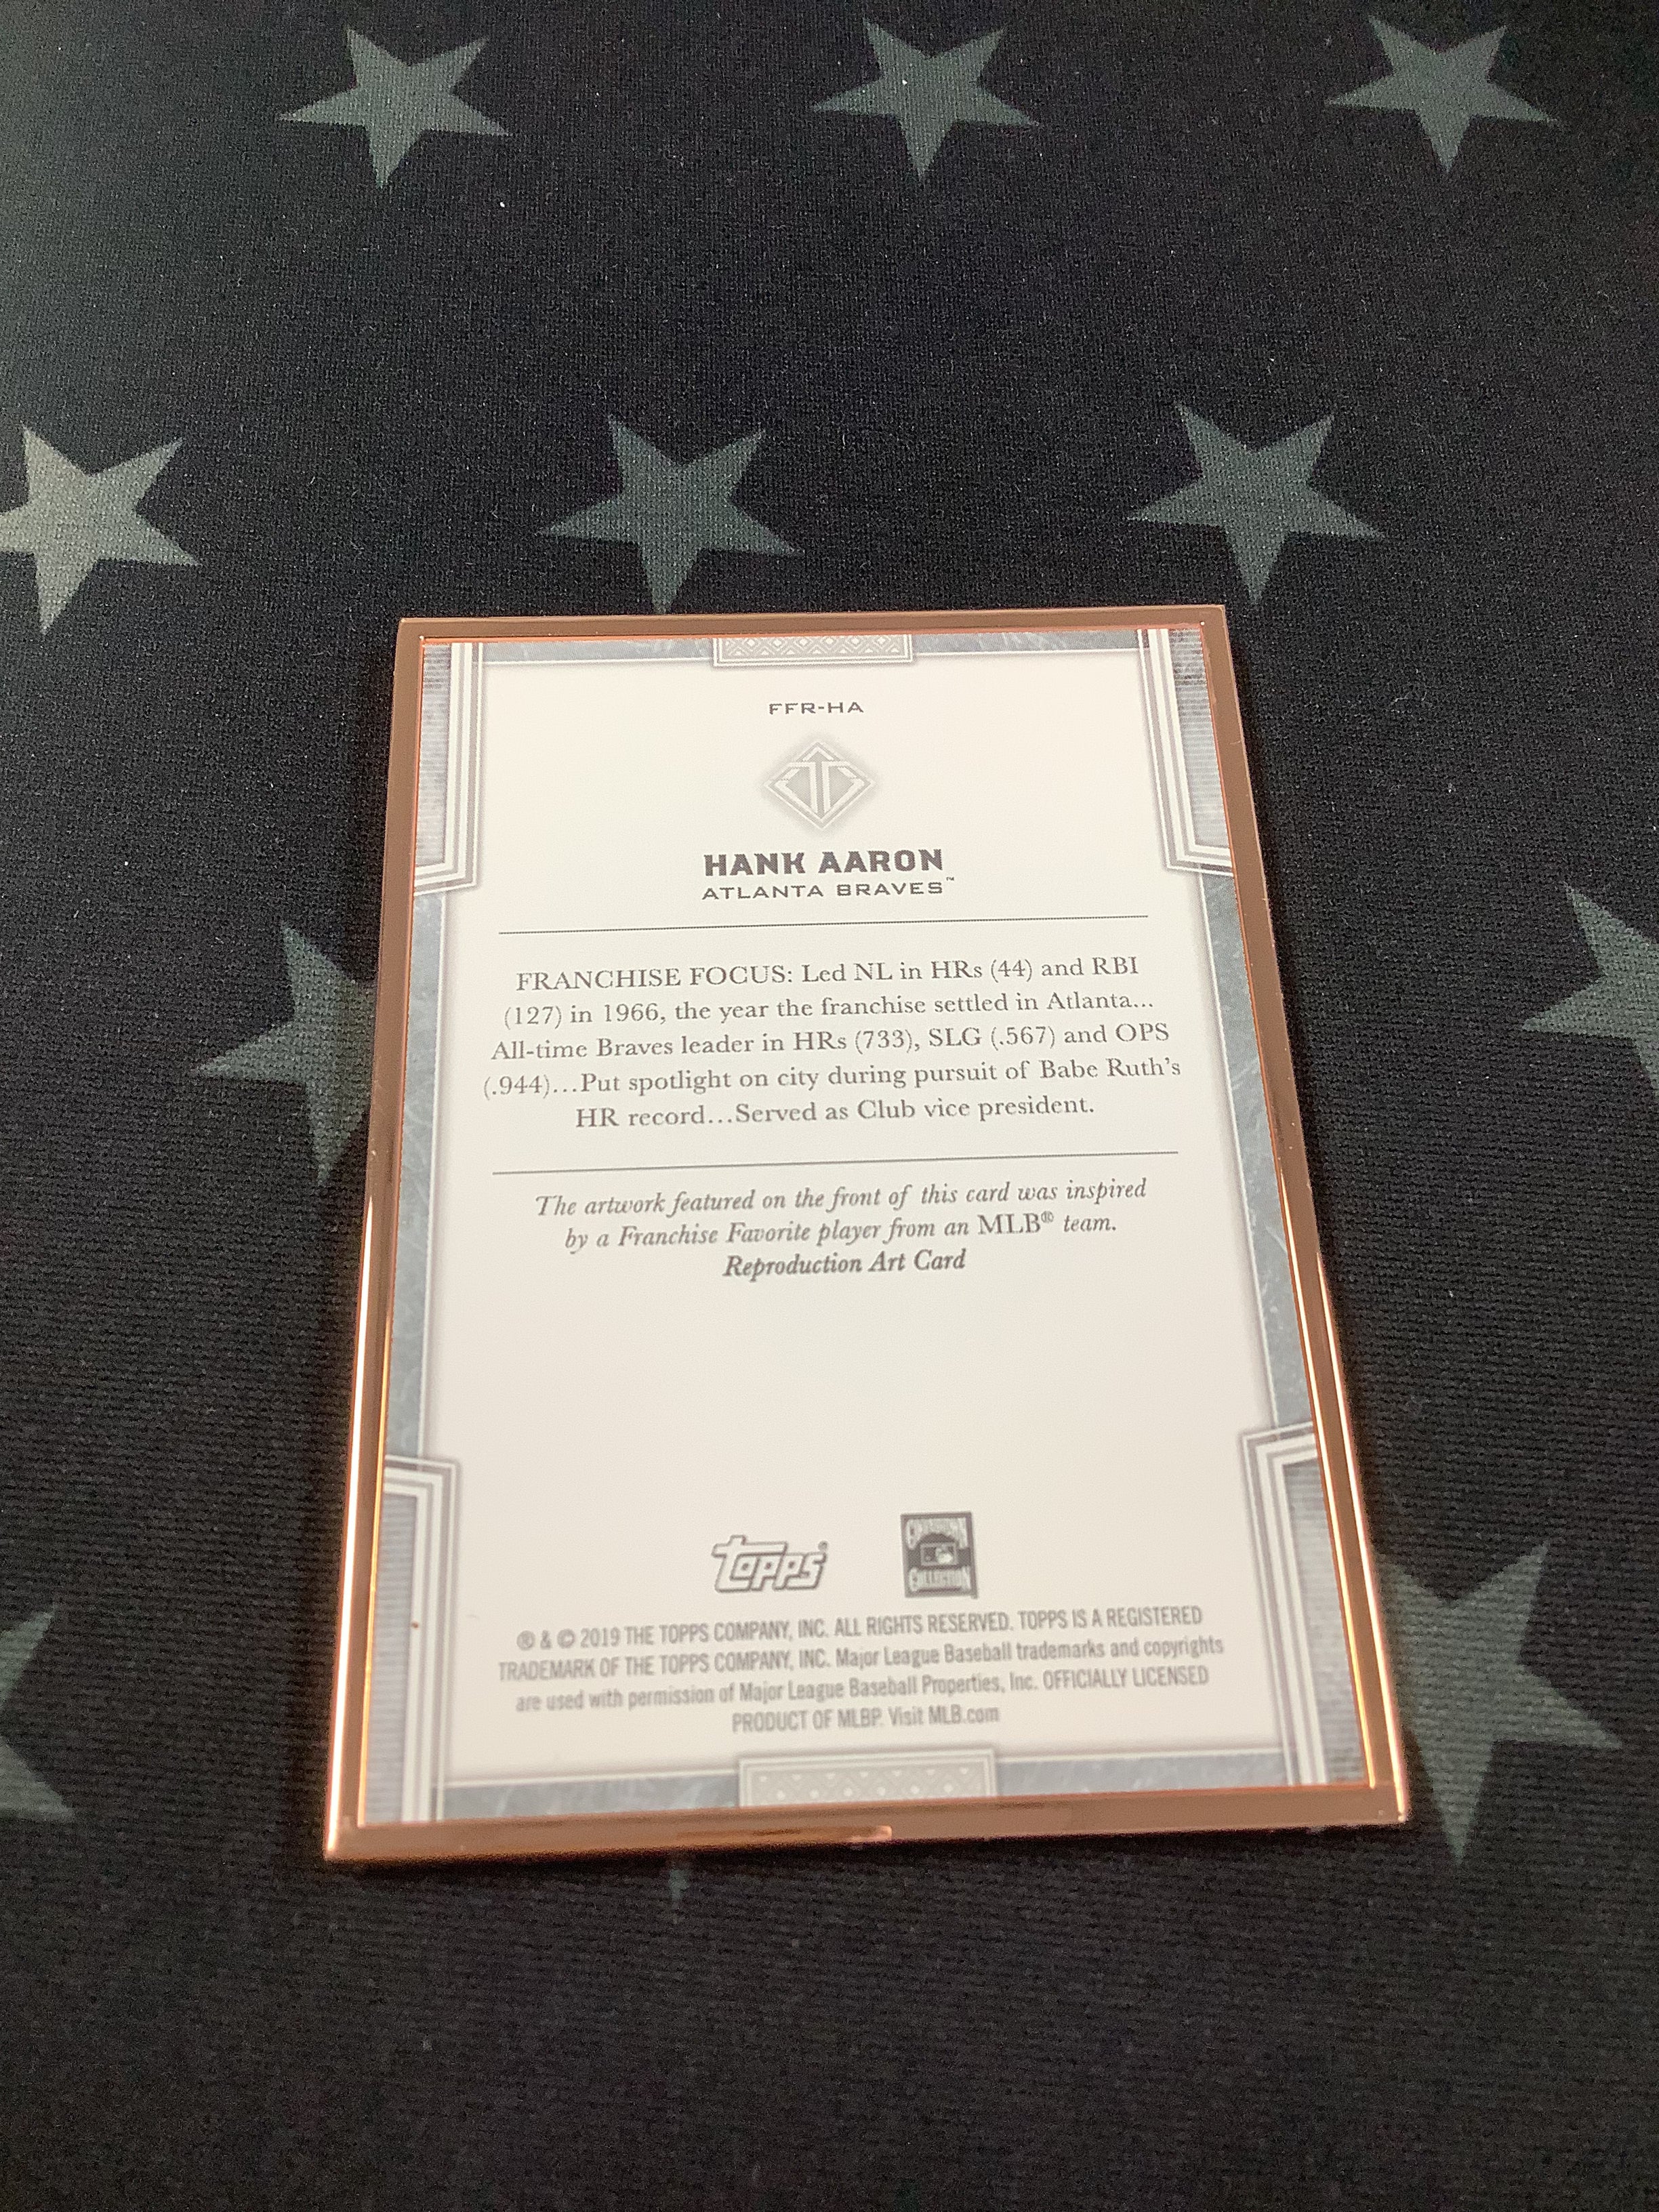 FFR-HA
HANK AARON
ATLANTA BRAVES™
FRANCHISE FOCUS: Led NL in HRs (44) and RBI
(127) in 1966, the year the franchise settled in Atlanta...
All-time Braves leader in HRs (733), SLG (.567) and OPS
(.944)...Put spotlight on city during pursuit of Babe Ruth's
HR record...Served as Club vice president.
The artwork featured on the front of this card was inspired
by a Franchise Favorite player from an MLB® team.
Reproduction Art Card
Topps®
COOPERSTOWN
COLLECTION
® & © 2019 THE TOPPS COMPANY, INC. ALL RIGHTS RESERVED. TOPPS IS A REGISTERED
TRADEMARK OF THE TOPPS COMPANY, INC. Major League Baseball trademarks and copyrights
are used with permission of Major League Baseball Properties, Inc. OFFICIALLY LICENSED
PRODUCT OF MLBP. Visit MLB.com